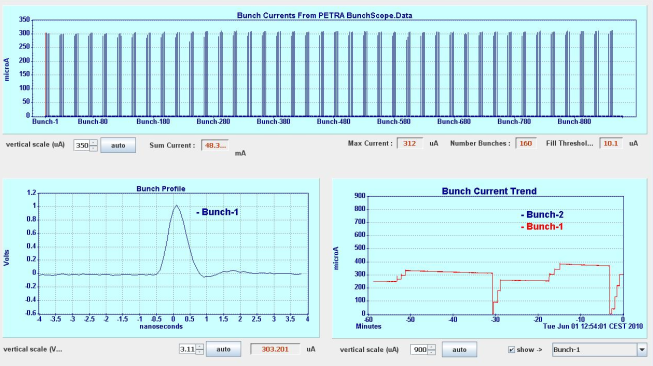 Bunch Currents From PETRA BunchScope.Data
microA
350
300
250
200
150
100
50
0
Bunch-1 Bunch-80 Bunch-180 Bunch-280 Bunch-380 Bunch-480 Bunch-580 Bunch-680 Bunch-780 Bunch-880
vertical scale (uA) 350 auto Sum Current : 48.3... mA Max Current : 312 uA Number Bunches : 160 Fill Threshol... 10.1 uA
Bunch Profile
- Bunch-1
Volts
1.2
1
0.8
0.6
0.4
0.2
0
-0.2
-0.4
-0.6
-4 -3.5 -3 -2.5 -2 -1.5 -1 -0.5 0 0.5 1 1.5 2 2.5 3 3.5 4
nanoseconds
vertical scale (V... 3.11 auto 303.201 uA
Bunch Current Trend
- Bunch-2
- Bunch-1
microA
900
800
700
600
500
400
300
200
100
0
-60 -50 -40 -30 -20 -10 0
Minutes Tue Jun 01 12:54:01 CEST 2010
vertical scale (uA) 900 auto show -> Bunch-1